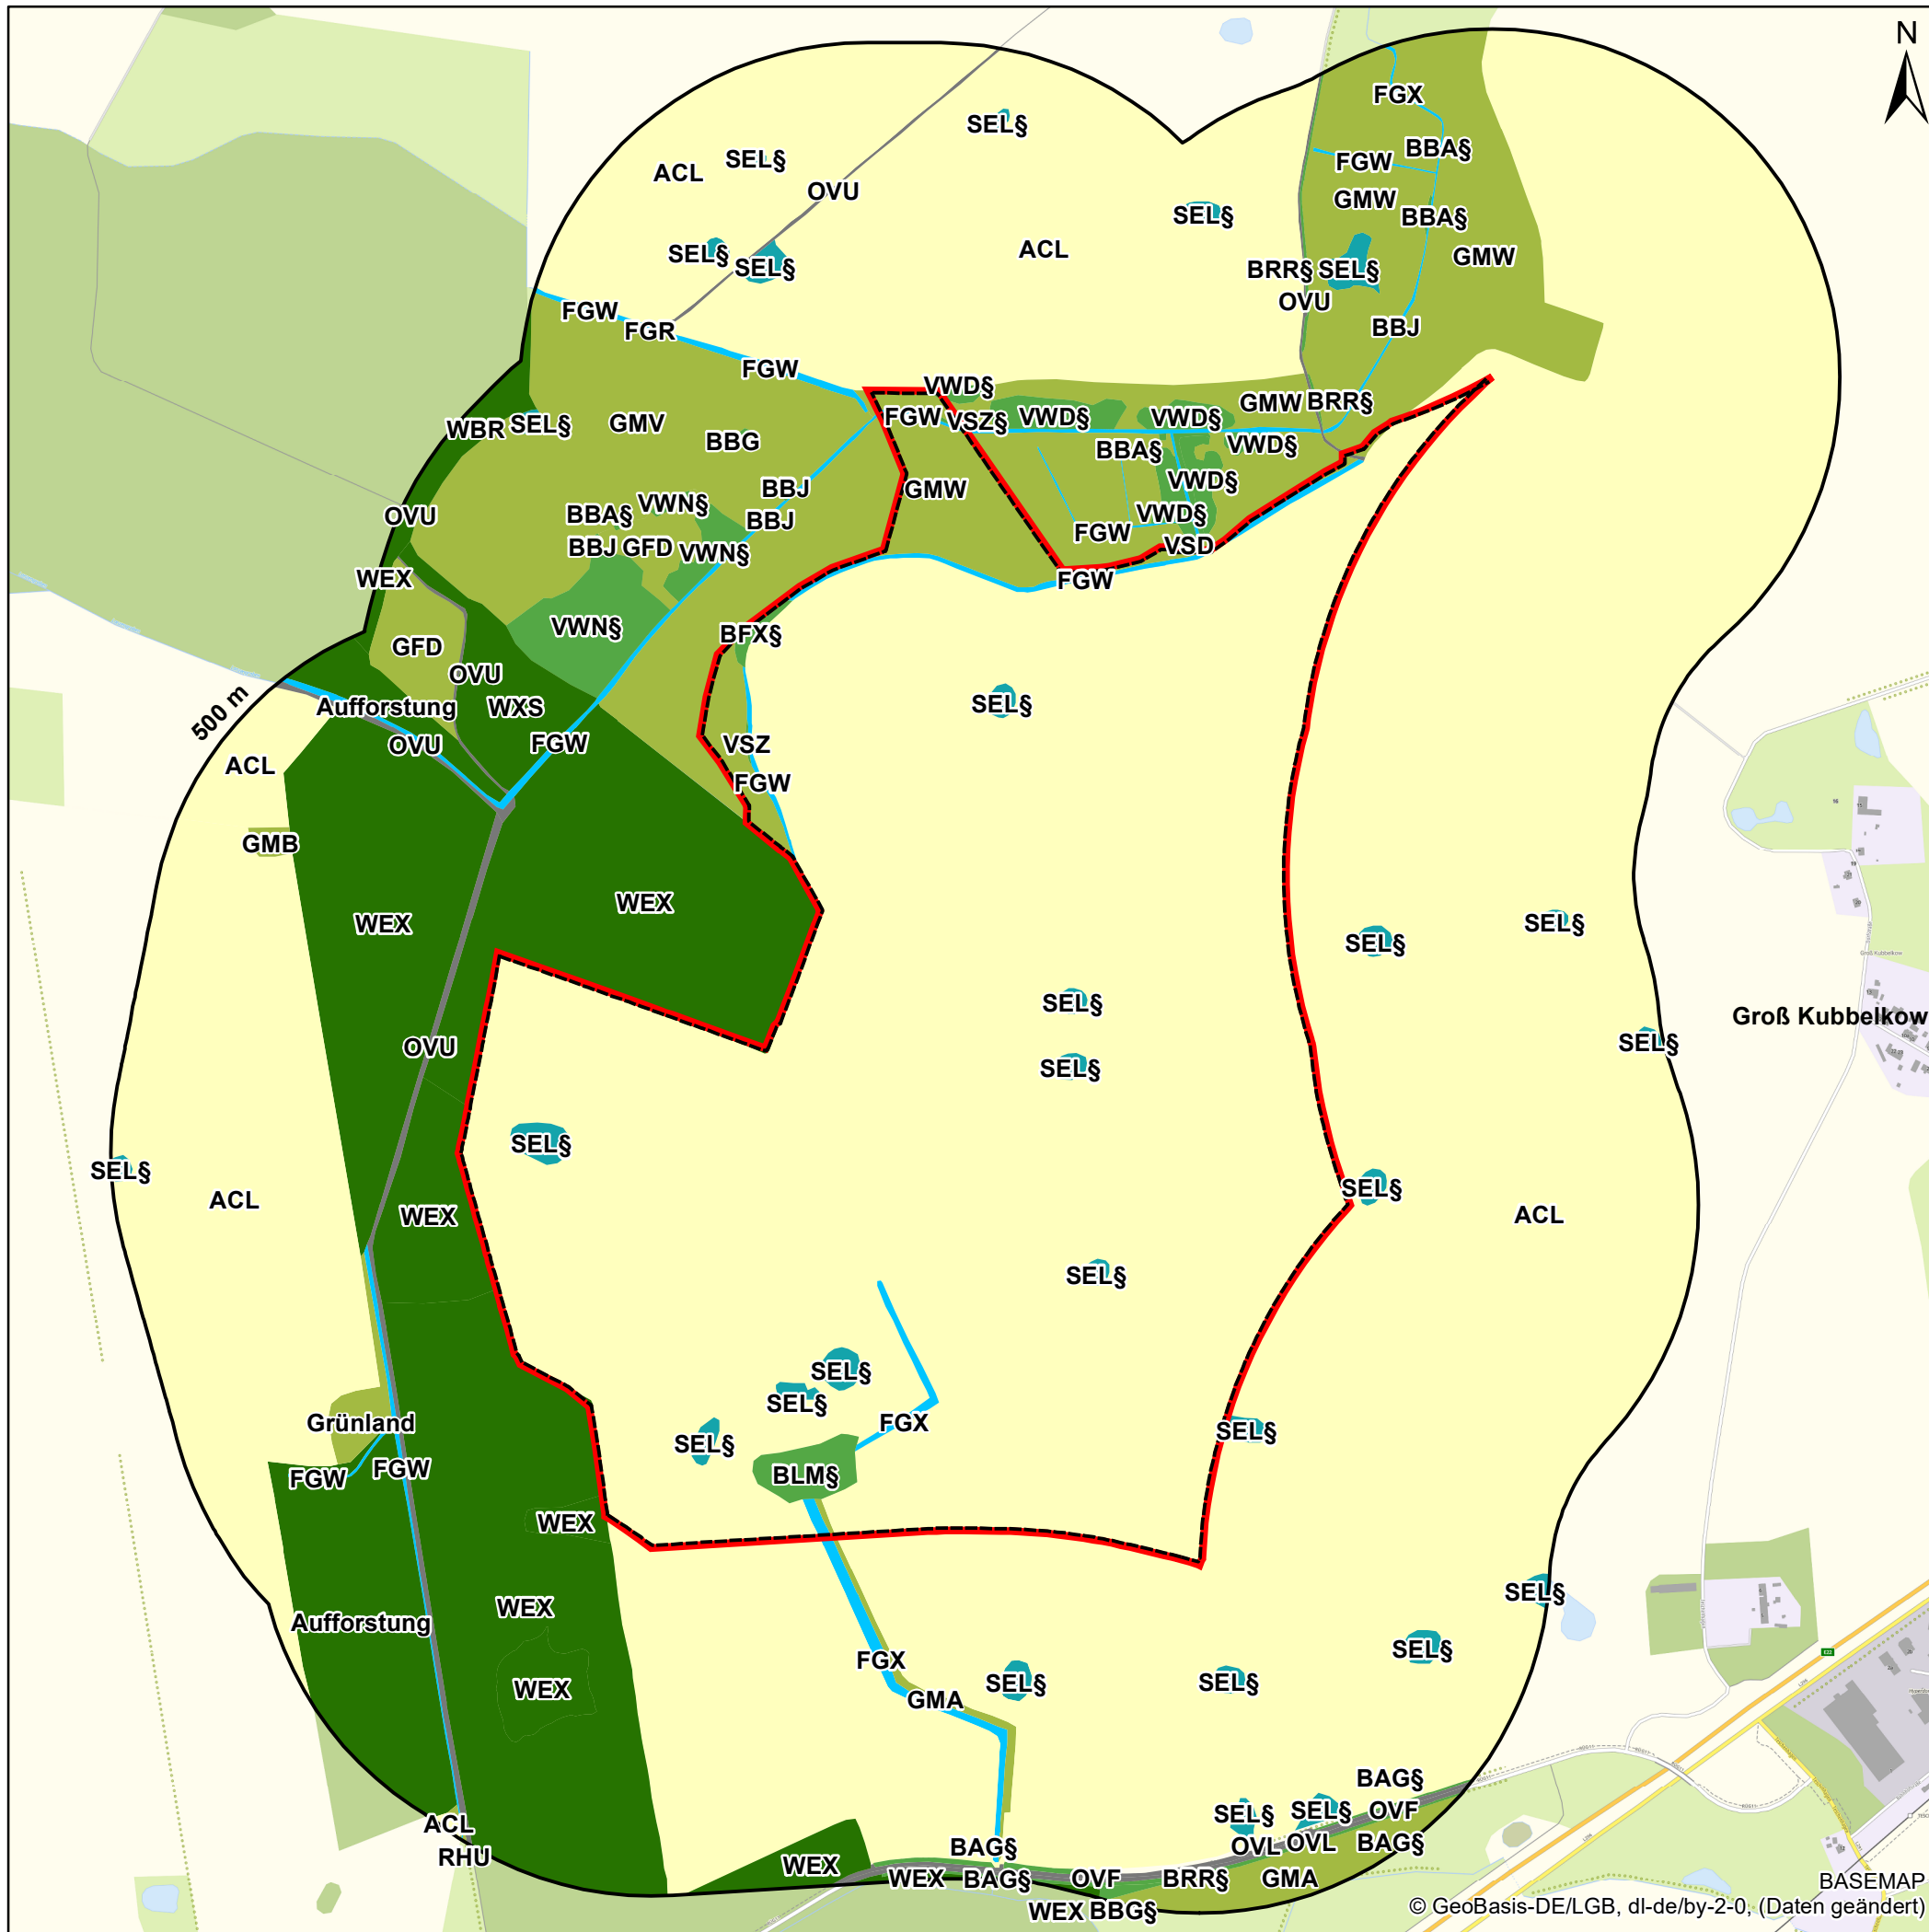 N
FGX
SEL§
BBA§
SEL§
FGW
ACL
OVU
GMW
SEL§
BBA§
ACL
SEL§
GMW
SEL§
BRR§ SEL§
OVU
FGW
FGR
BBJ
FGW
VWD§
GMW BRR§
WBR SEL§
GMV
FGW VSZ§ VWD§
VWD§
BBG
BBA§
VWD§
BBJ
GMW
VWD§
VWN§
BBA§
BBJ
VWD§
OVU
FGW
BBJ GFD VWN§
VSD
WEX
FGW
VWN§
BFX§
GFD
OVU
500 m
Aufforstung
WXS
SEL§
OVU
FGW
VSZ
ACL
FGW
GMB
WEX
WEX
SEL§
SEL§
SEL§
Groß Kubbelkow
Groß Kubbelkow
OVU
SEL§
SEL§
SEL§
SEL§
SEL§
ACL
WEX
ACL
SEL§
SEL§
SEL§
Grünland
FGX
SEL§
SEL§
FGW
FGW
BLM§
WEX
SEL§
WEX
Aufforstung
FGX
SEL§
WEX
GMA
SEL§
SEL§
BAG§
SEL§
SEL§ OVF
ACL
BAG§
OVL OVL BAG§
RHU
WEX
WEX BAG§
OVF
BRR§
GMA
WEX BBG§
BASEMAP
© GeoBasis-DE/LGB, dl-de/by-2-0, (Daten geändert)